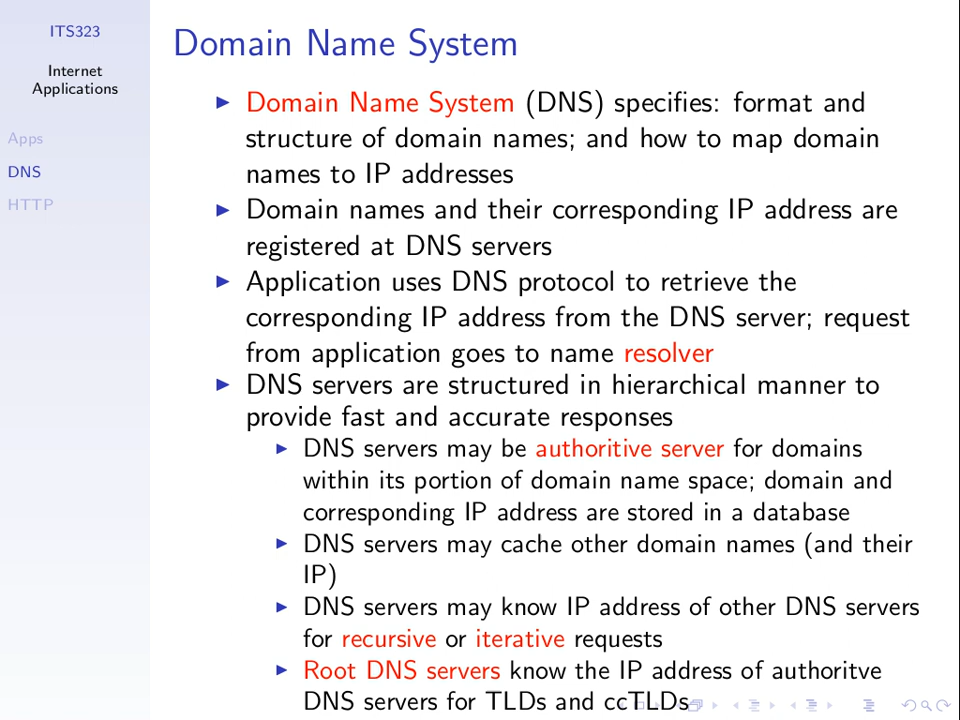 ITS323
Internet
Applications
Apps
DNS
HTTP
Domain Name System
Domain Name System (DNS) specifies: format and
structure of domain names; and how to map domain
names to IP addresses
Domain names and their corresponding IP address are
registered at DNS servers
Application uses DNS protocol to retrieve the
corresponding IP address from the DNS server; request
from application goes to name resolver
DNS servers are structured in hierarchical manner to
provide fast and accurate responses
DNS servers may be authoritive server for domains
within its portion of domain name space; domain and
corresponding IP address are stored in a database
DNS servers may cache other domain names (and their
IP)
DNS servers may know IP address of other DNS servers
for recursive or iterative requests
Root DNS servers know the IP address of authoritve
DNS servers for TLDs and ccTLDs